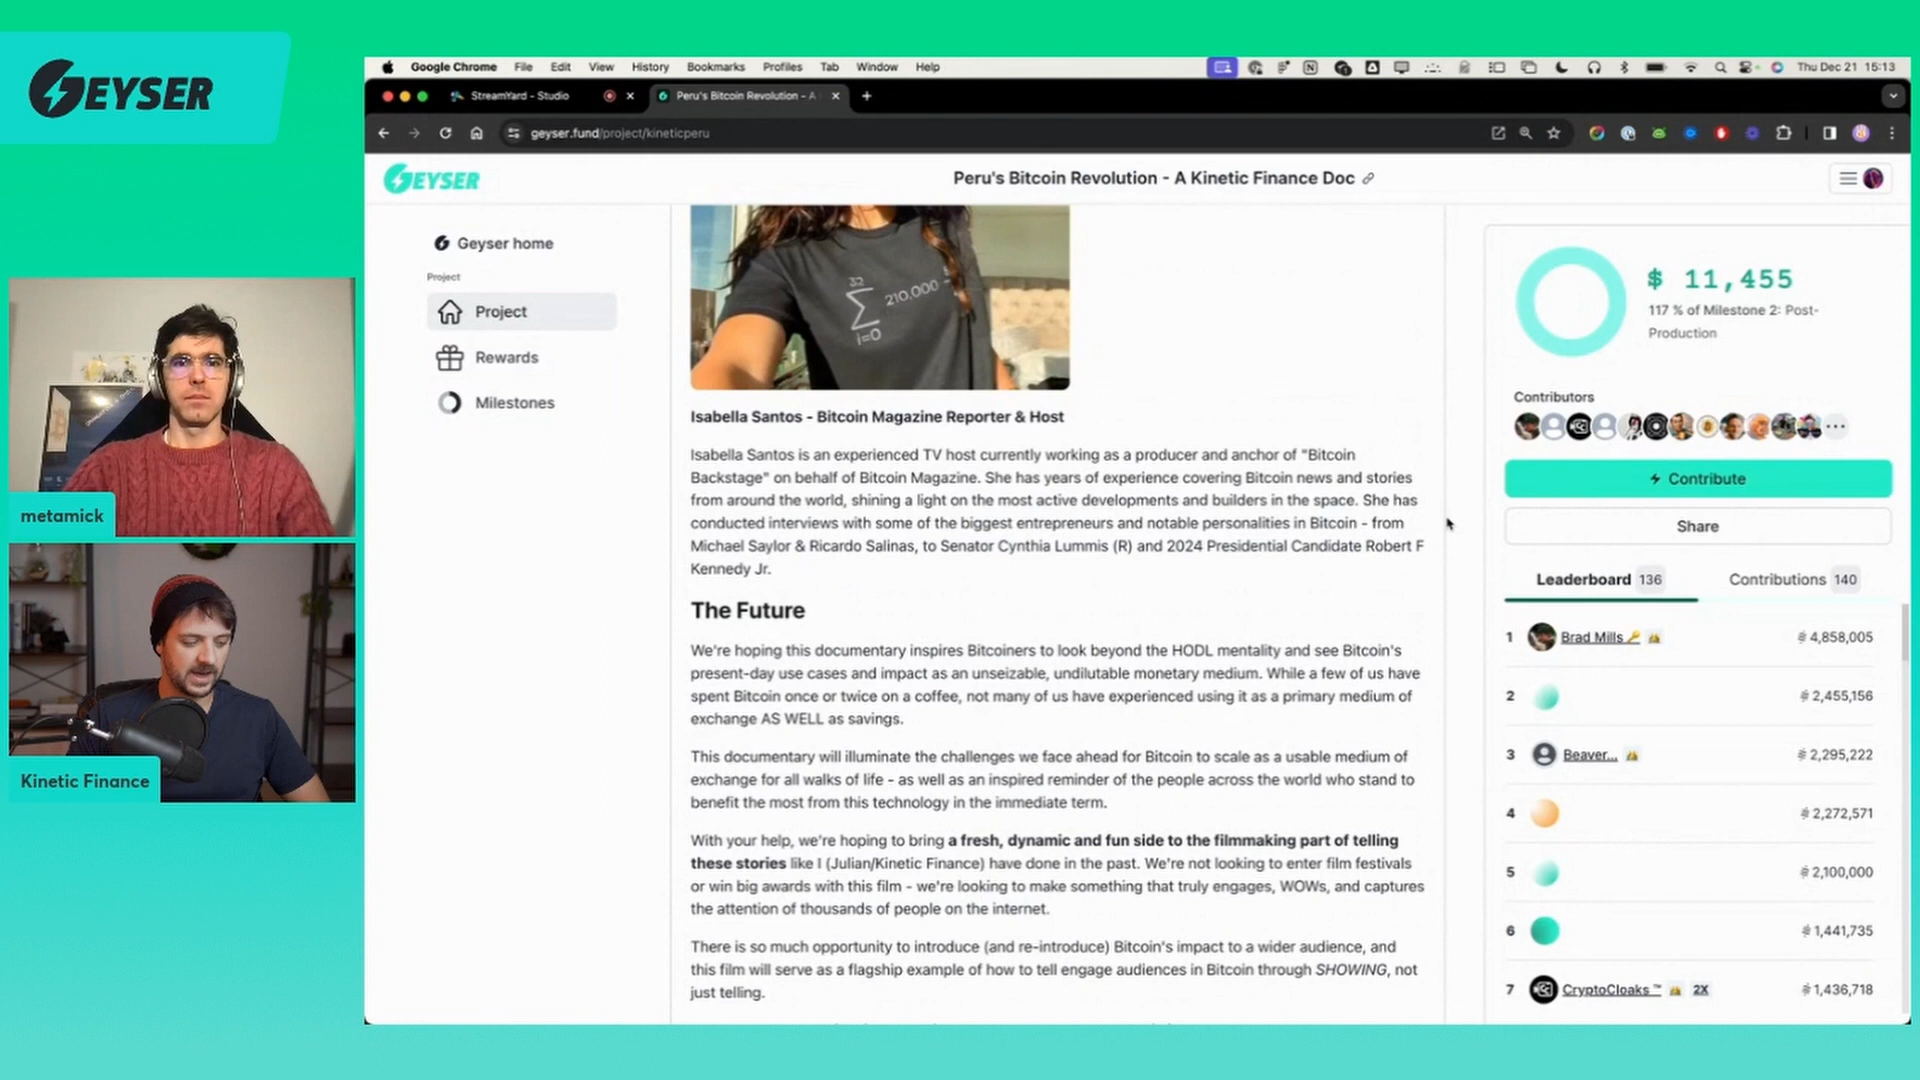 GEYSER
metamick
Kinetic Finance
Google Chrome File Edit View History Bookmarks Profiles Tab Window Help
Thu Dec 21 15:13
StreamYard - Studio
Peru's Bitcoin Revolution - A
geyser.fund/project/kineticperu
GEYSER
Peru's Bitcoin Revolution - A Kinetic Finance Doc
Geyser home
Project
Project
Rewards
Milestones
32
∑ 210,000
i=0
Isabella Santos - Bitcoin Magazine Reporter & Host
Isabella Santos is an experienced TV host currently working as a producer and anchor of "Bitcoin
Backstage" on behalf of Bitcoin Magazine. She has years of experience covering Bitcoin news and stories
from around the world, shining a light on the most active developments and builders in the space. She has
conducted interviews with some of the biggest entrepreneurs and notable personalities in Bitcoin - from
Michael Saylor & Ricardo Salinas, to Senator Cynthia Lummis (R) and 2024 Presidential Candidate Robert F
Kennedy Jr.
The Future
We're hoping this documentary inspires Bitcoiners to look beyond the HODL mentality and see Bitcoin's
present-day use cases and impact as an unseizable, undilutable monetary medium. While a few of us have
spent Bitcoin once or twice on a coffee, not many of us have experienced using it as a primary medium of
exchange AS WELL as savings.
This documentary will illuminate the challenges we face ahead for Bitcoin to scale as a usable medium of
exchange for all walks of life - as well as an inspired reminder of the people across the world who stand to
benefit the most from this technology in the immediate term.
With your help, we're hoping to bring a fresh, dynamic and fun side to the filmmaking part of telling
these stories like I (Julian/Kinetic Finance) have done in the past. We're not looking to enter film festivals
or win big awards with this film - we're looking to make something that truly engages, WOWs, and captures
the attention of thousands of people on the internet.
There is so much opportunity to introduce (and re-introduce) Bitcoin's impact to a wider audience, and
this film will serve as a flagship example of how to tell engage audiences in Bitcoin through SHOWING, not
just telling.
$ 11,455
117 % of Milestone 2: Post-
Production
Contributors
Contribute
Share
Leaderboard 136
Contributions 140
1 Brad Mills 4,858,005
2 2,455,156
3 Beaver... 2,295,222
4 2,272,571
5 2,100,000
6 1,441,735
7 CryptoCloaks ™ 2X 1,436,718